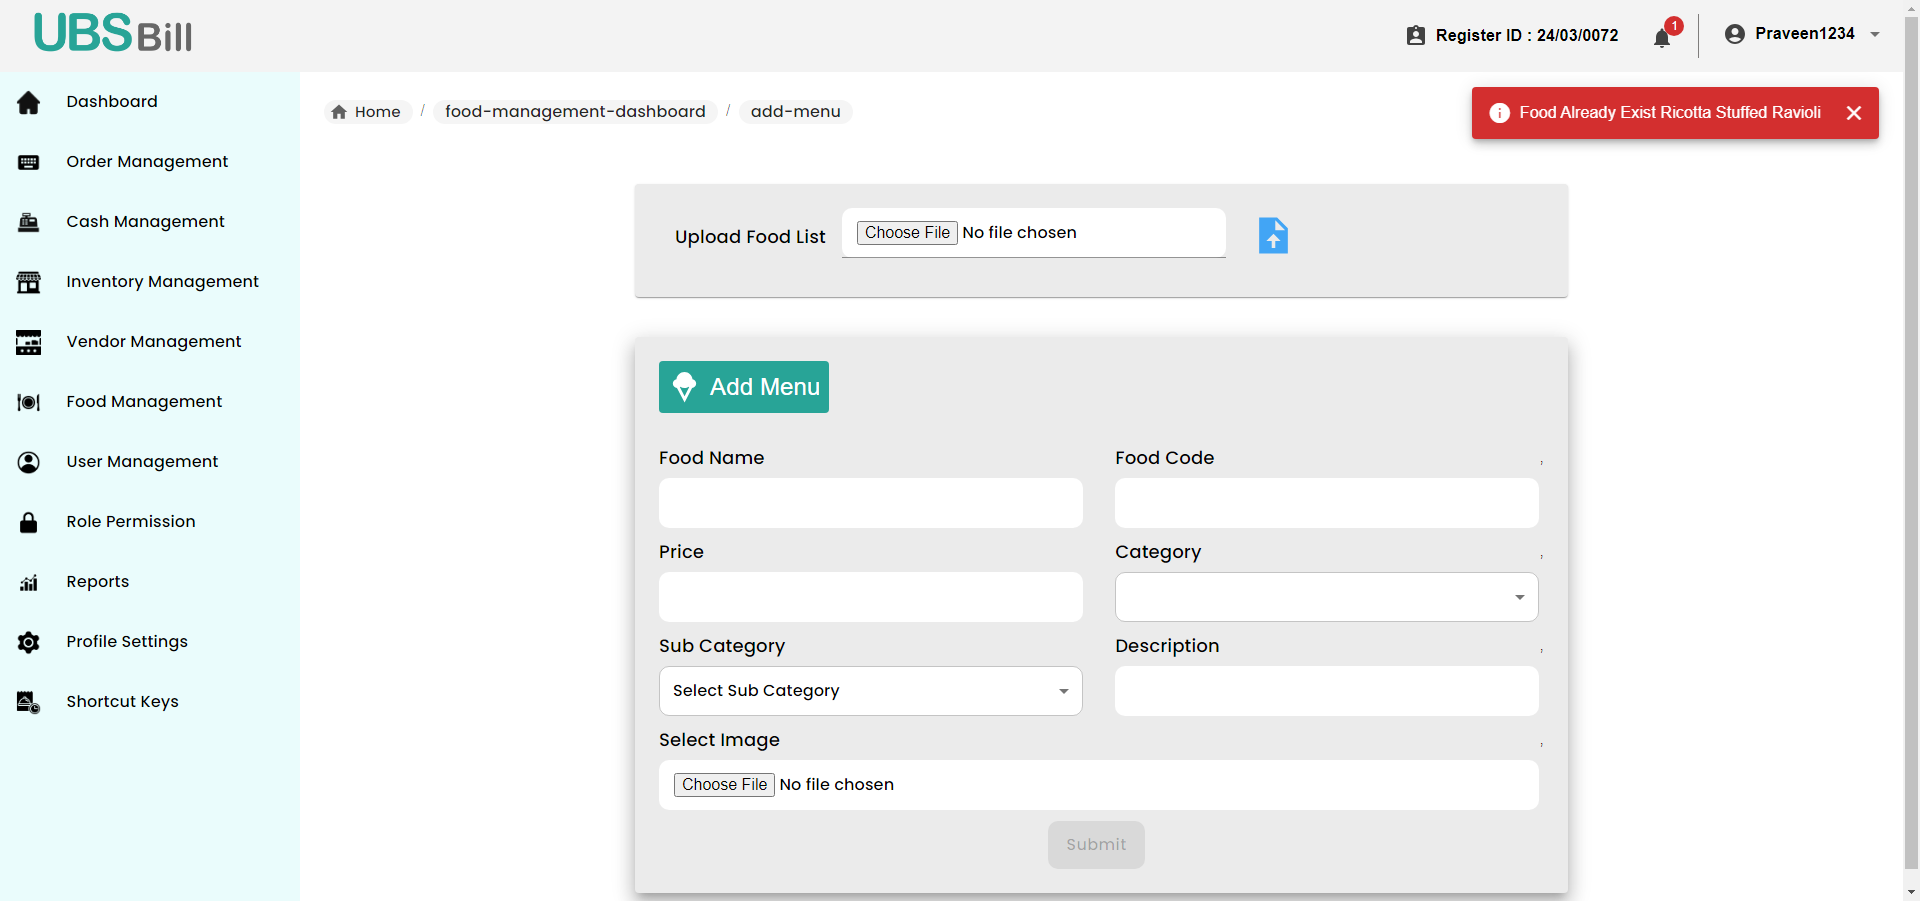 UBS Bill
Register ID : 24/03/0072
1
Praveen1234
Dashboard
Order Management
Cash Management
Inventory Management
Vendor Management
Food Management
User Management
Role Permission
Reports
Profile Settings
Shortcut Keys
Home / food-management-dashboard / add-menu
Food Already Exist Ricotta Stuffed Ravioli
Upload Food List
Choose File No file chosen
Add Menu
Food Name
Food Code
,
Price
Category
,
Sub Category
Description
,
Select Sub Category
Select Image
,
Choose File No file chosen
Submit